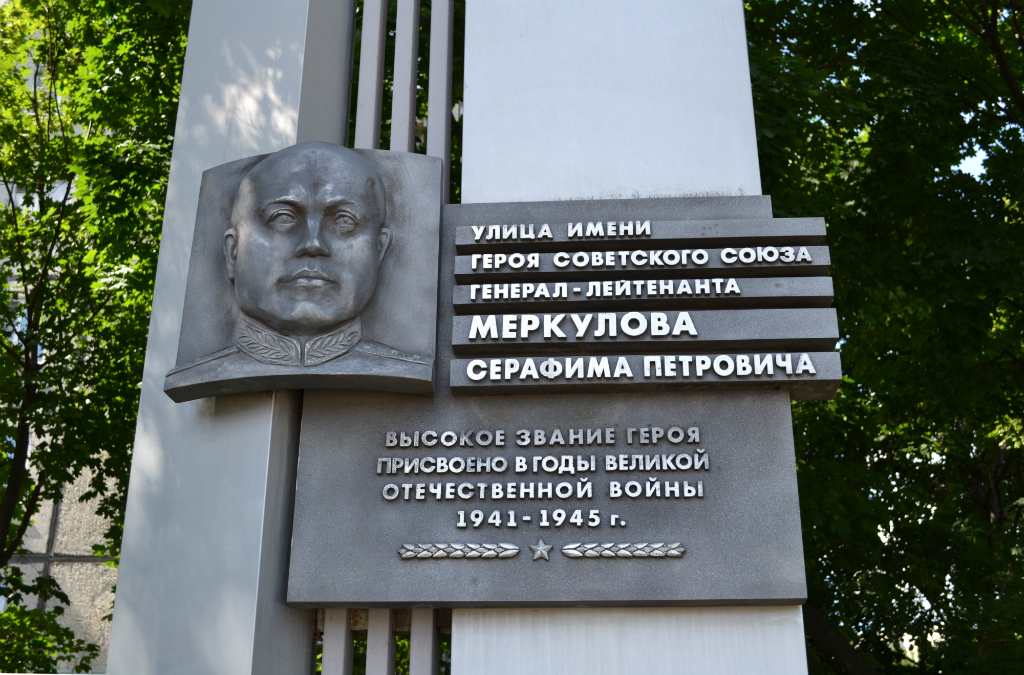 УЛИЦА ИМЕНИ
ГЕРОЯ СОВЕТСКОГО СОЮЗА
ГЕНЕРАЛ-ЛЕЙТЕНАНТА
МЕРКУЛОВА
СЕРАФИМА ПЕТРОВИЧА
ВЫСОКОЕ ЗВАНИЕ ГЕРОЯ
ПРИСВОЕНО В ГОДЫ ВЕЛИКОЙ
ОТЕЧЕСТВЕННОЙ ВОЙНЫ
1941-1945 г.